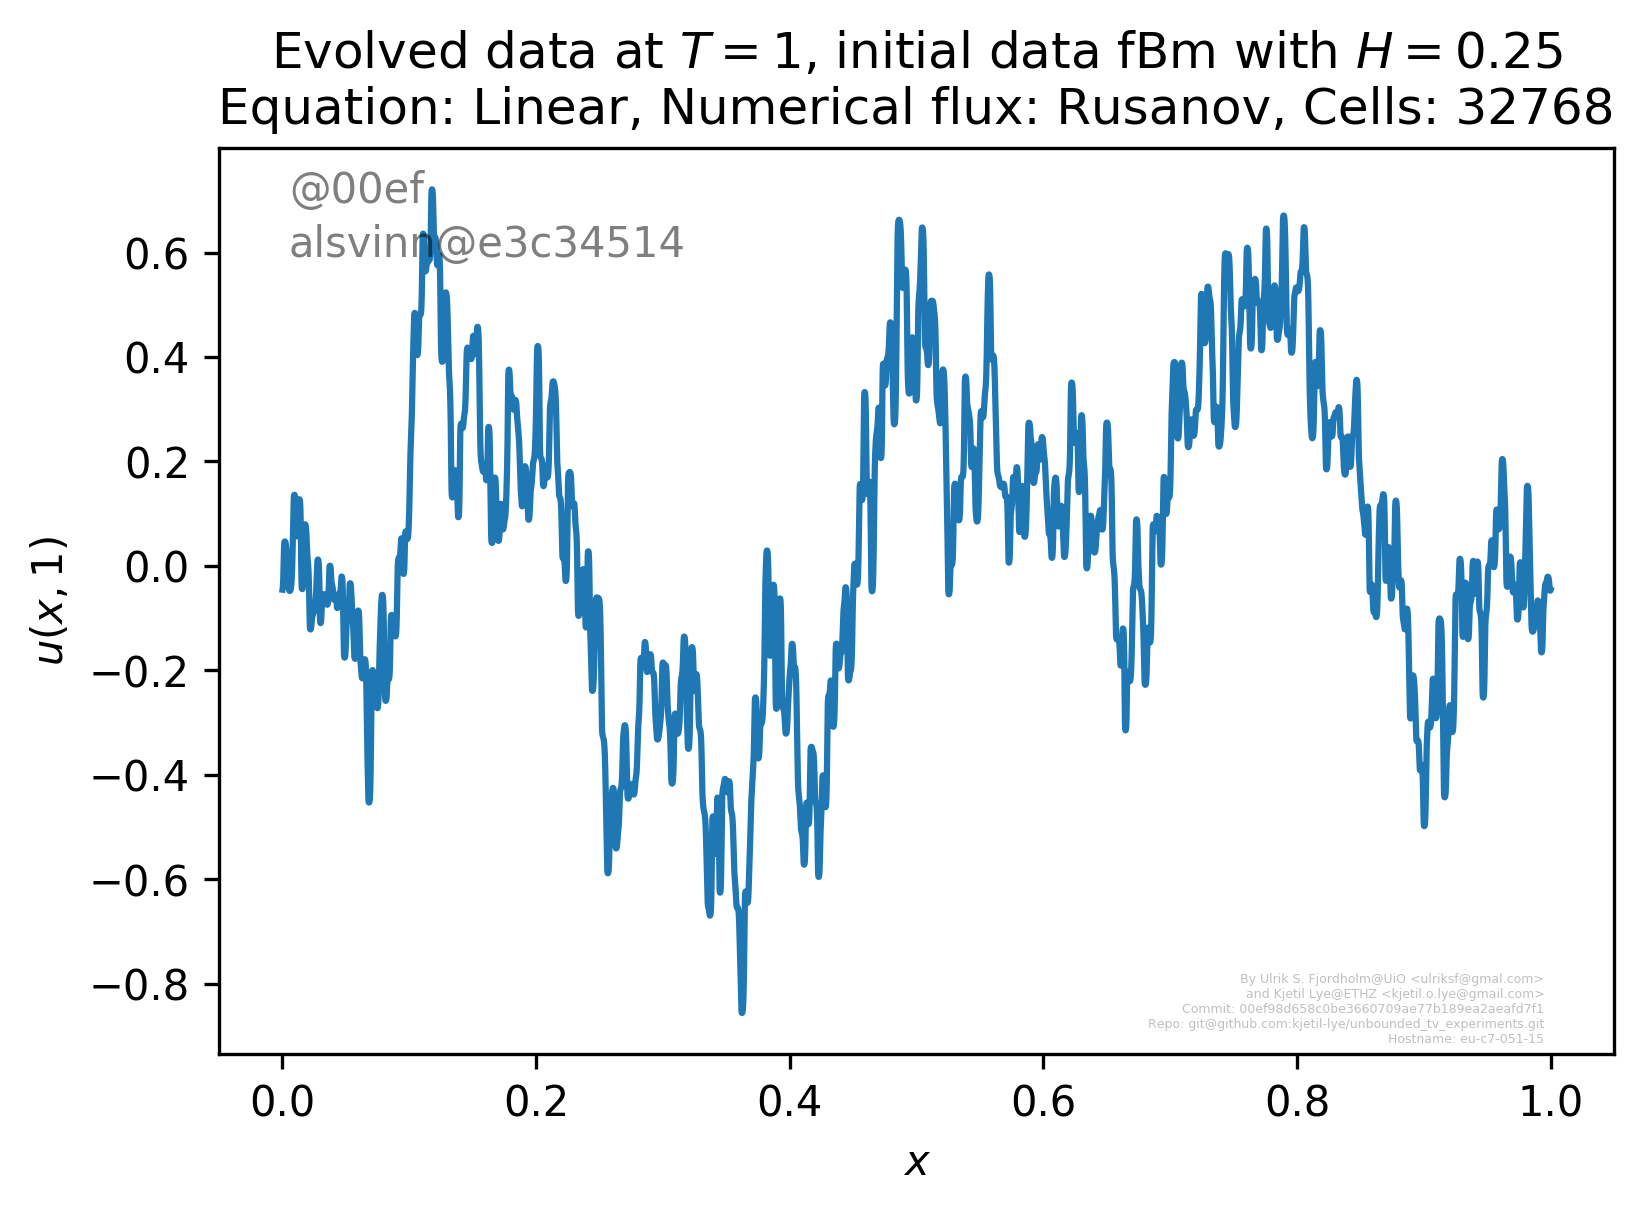 Evolved data at T = 1, initial data fBm with H = 0.25
Equation: Linear, Numerical flux: Rusanov, Cells: 32768
@00ef
alsvinn@e3c34514
0.6
0.4
0.2
0.0
−0.2
−0.4
−0.6
−0.8
u(x, 1)
By Ulrik S. Fjordholm@UiO <ulriksf@gmal.com>
and Kjetil Lye@ETHZ <kjetil.o.lye@gmail.com>
Commit: 00ef98d658c0be3660709ae77b189ea2aeafd7f1
Repo: git@github.com:kjetil-lye/unbounded_tv_experiments.git
Hostname: eu-c7-051-15
0.0 0.2 0.4 0.6 0.8 1.0
x